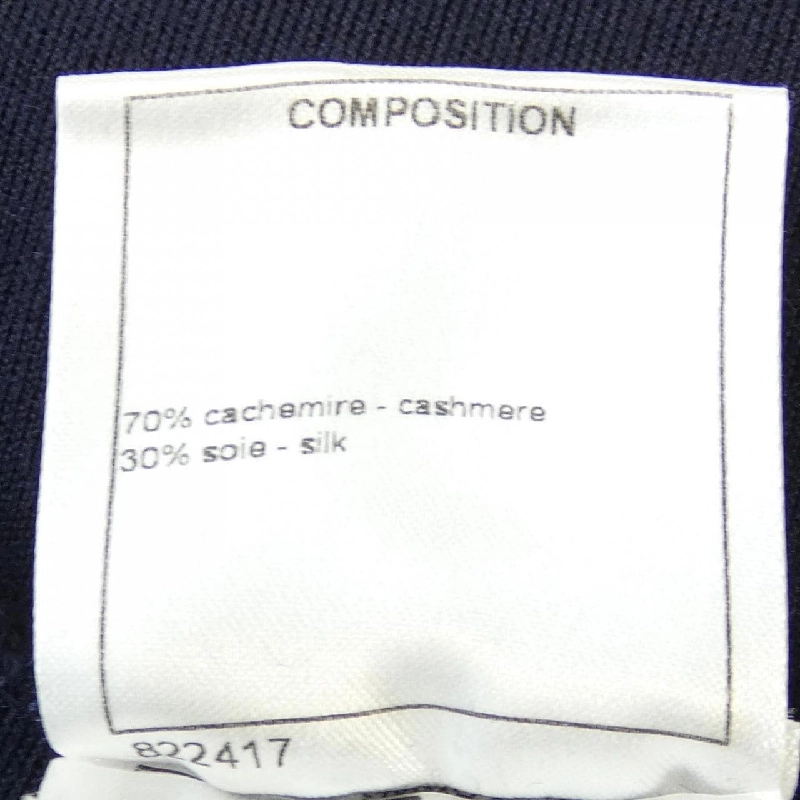 COMPOSITION
70% cachemire - cashmere
30% soie - silk
822417